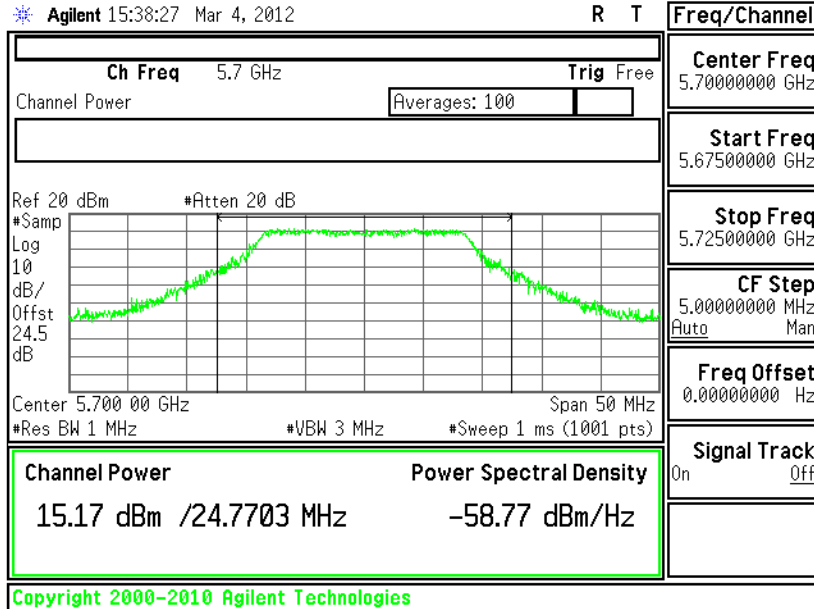 Agilent 15:38:27 Mar 4, 2012 R T
Freq/Channel
Ch Freq 5.7 GHz Trig Free
Channel Power Averages: 100
Ref 20 dBm #Atten 20 dB
#Samp
Log
10
dB/
Offst
24.5
dB
Center 5.700 00 GHz Span 50 MHz
#Res BW 1 MHz #VBW 3 MHz #Sweep 1 ms (1001 pts)
Channel Power Power Spectral Density
15.17 dBm /24.7703 MHz -58.77 dBm/Hz
Center Freq
5.70000000 GHz
Start Freq
5.67500000 GHz
Stop Freq
5.72500000 GHz
CF Step
5.00000000 MHz
Auto Man
Freq Offset
0.00000000 Hz
Signal Track
On Off
Copyright 2000-2010 Agilent Technologies